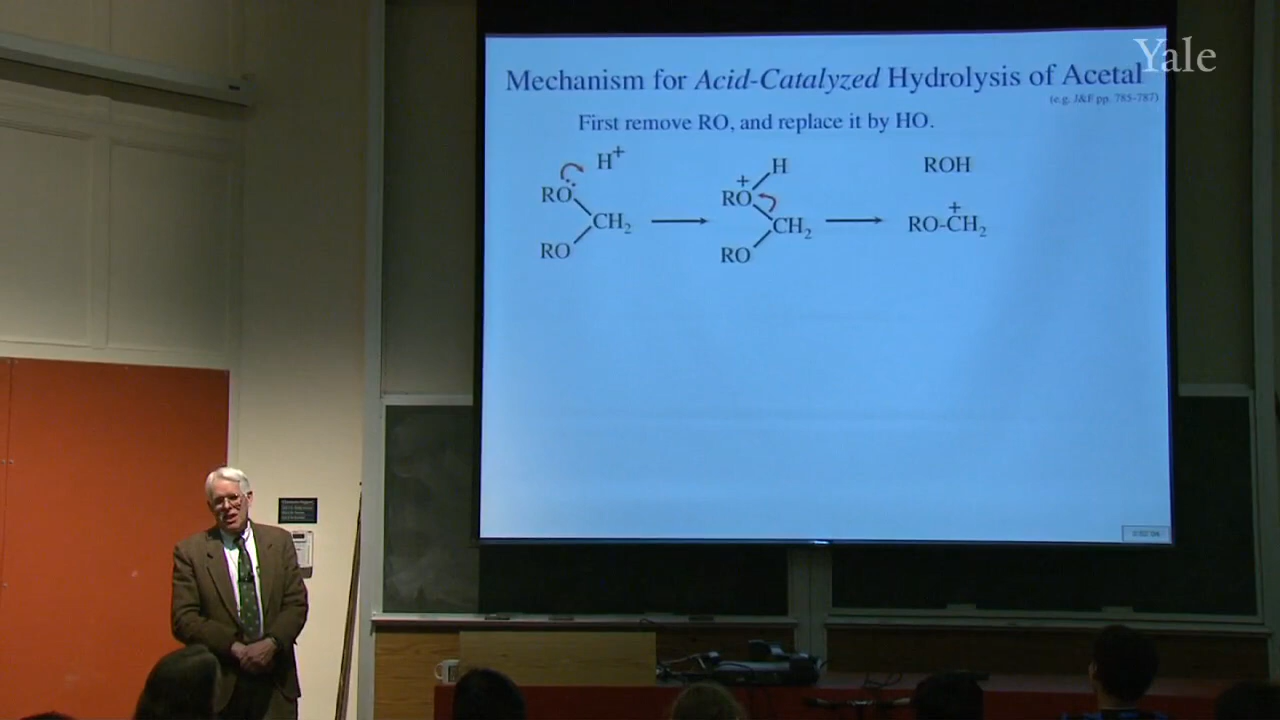 Yale
Mechanism for Acid-Catalyzed Hydrolysis of Acetal
(e.g. J&F pp. 785-787)
First remove RO, and replace it by HO.
H+
RO
CH2
RO
H
+
RO
CH2
RO
ROH
+
RO-CH2